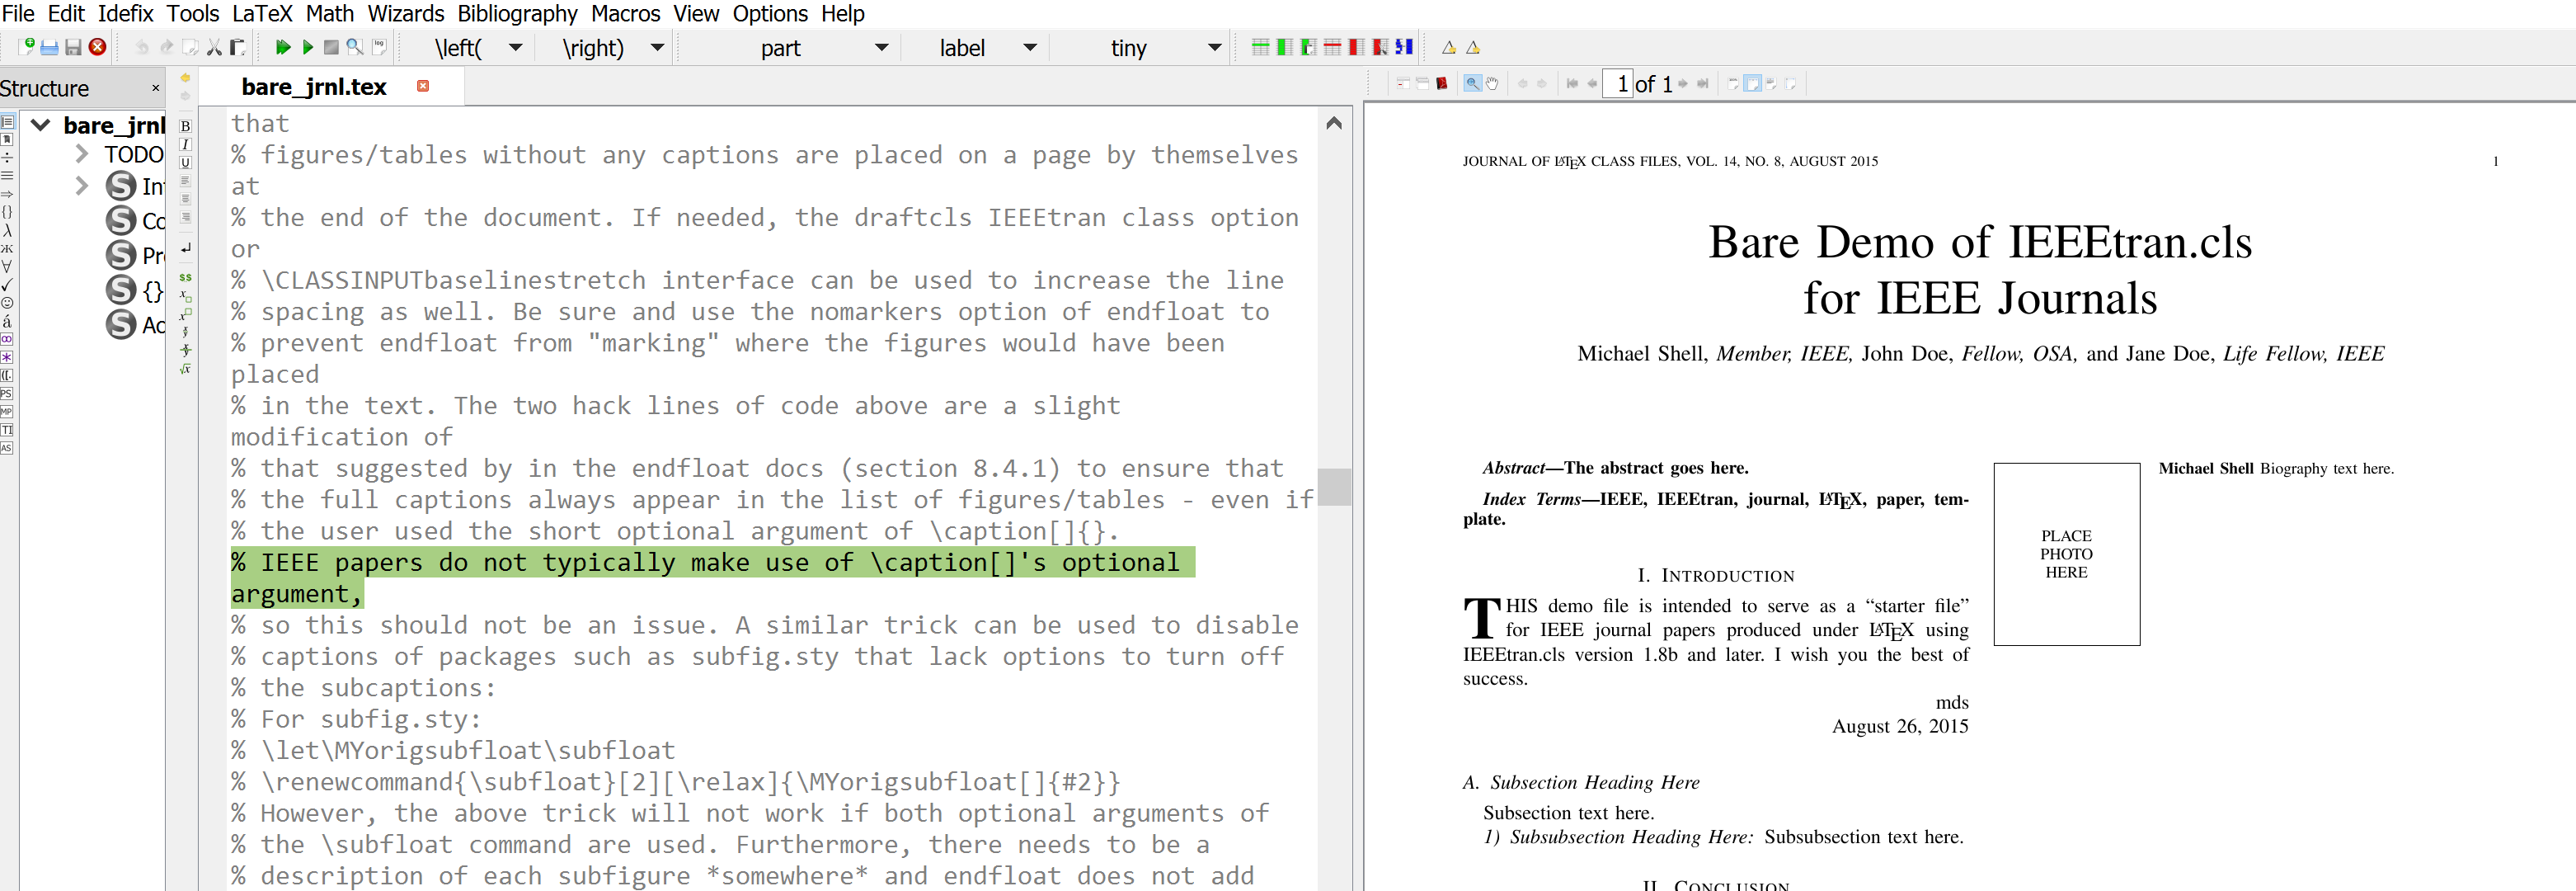 File Edit Idefix Tools LaTeX Math Wizards Bibliography Macros View Options Help
\left( \right) part label tiny
Structure
bare_jrnl
TODO
In
Co
Pr
{}
Ac
bare_jrnl.tex
that
% figures/tables without any captions are placed on a page by themselves
at
% the end of the document. If needed, the draftcls IEEEtran class option
or
% \CLASSINPUTbaselinestretch interface can be used to increase the line
% spacing as well. Be sure and use the nomarkers option of endfloat to
% prevent endfloat from "marking" where the figures would have been
placed
% in the text. The two hack lines of code above are a slight
modification of
% that suggested by in the endfloat docs (section 8.4.1) to ensure that
% the full captions always appear in the list of figures/tables - even if
% the user used the short optional argument of \caption[]{}.
% IEEE papers do not typically make use of \caption[]'s optional
argument,
% so this should not be an issue. A similar trick can be used to disable
% captions of packages such as subfig.sty that lack options to turn off
% the subcaptions:
% For subfig.sty:
% \let\MYorigsubfloat\subfloat
% \renewcommand{\subfloat}[2][\relax]{\MYorigsubfloat[]{#2}}
% However, the above trick will not work if both optional arguments of
% the \subfloat command are used. Furthermore, there needs to be a
% description of each subfigure *somewhere* and endfloat does not add
1 of 1
JOURNAL OF LATEX CLASS FILES, VOL. 14, NO. 8, AUGUST 2015 1
Bare Demo of IEEEtran.cls
for IEEE Journals
Michael Shell, Member, IEEE, John Doe, Fellow, OSA, and Jane Doe, Life Fellow, IEEE
Abstract—The abstract goes here.
Index Terms—IEEE, IEEEtran, journal, LATEX, paper, tem-
plate.
I. INTRODUCTION
THIS demo file is intended to serve as a “starter file”
for IEEE journal papers produced under LATEX using
IEEEtran.cls version 1.8b and later. I wish you the best of
success.
mds
August 26, 2015
A. Subsection Heading Here
Subsection text here.
1) Subsubsection Heading Here: Subsubsection text here.
II. CONCLUSION
PLACE
PHOTO
HERE
Michael Shell Biography text here.